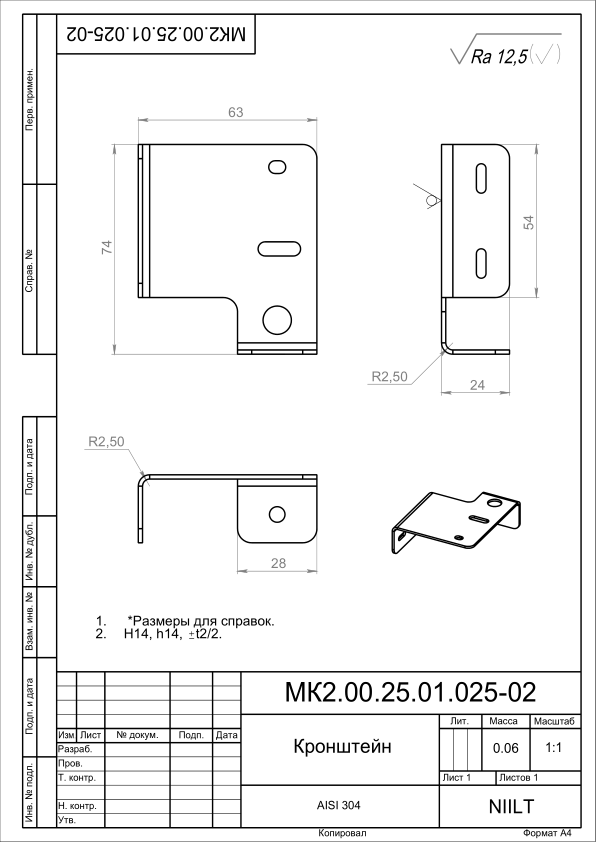 МК2.00.25.01.025-02
Ra 12,5(√)
Перв. примен.
Справ. №
63
74
54
R2,50
24
R2,50
28
Подп. и дата
Инв. № дубл.
Взам. инв. №
Подп. и дата
Инв. № подл.
1. *Размеры для справок.
2. H14, h14, ±t2/2.
МК2.00.25.01.025-02
Изм Лист № докум. Подп. Дата
Разраб.
Пров.
Т. контр.
Н. контр.
Утв.
Кронштейн
Лит. Масса Масштаб
0.06 1:1
Лист 1 Листов 1
AISI 304
NIILT
Копировал Формат А4